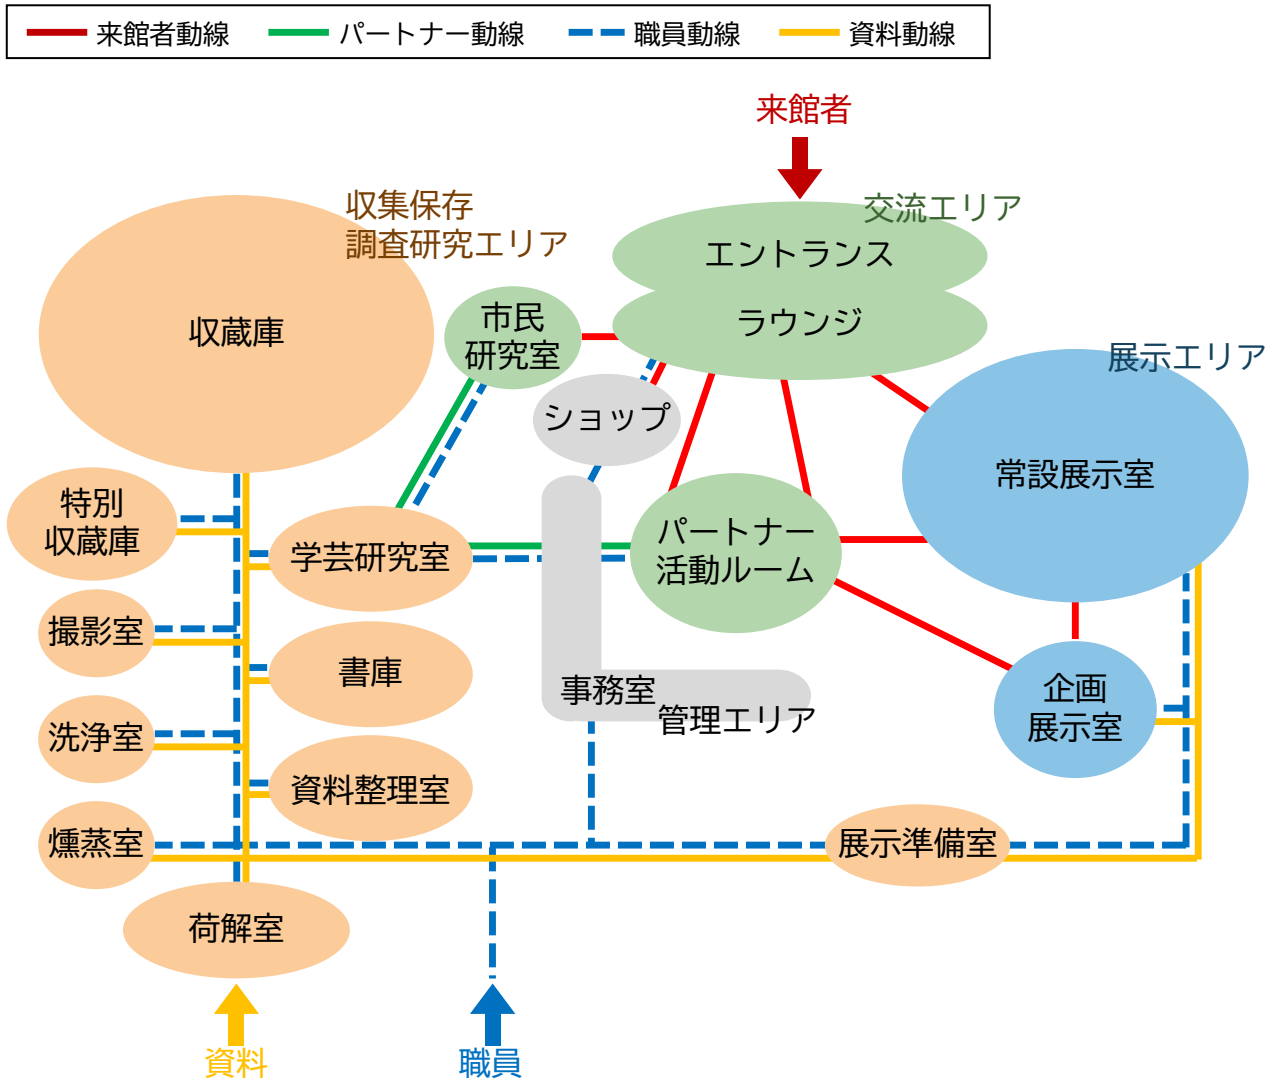 来館者動線 パートナー動線 職員動線 資料動線
来館者
収集保存
調査研究エリア
交流エリア
エントランス
ラウンジ
収蔵庫
市民
研究室
展示エリア
ショップ
常設展示室
特別
収蔵庫
学芸研究室
パートナー
活動ルーム
撮影室
書庫
事務室
管理エリア
企画
展示室
洗浄室
資料整理室
燻蒸室
展示準備室
荷解室
資料
職員